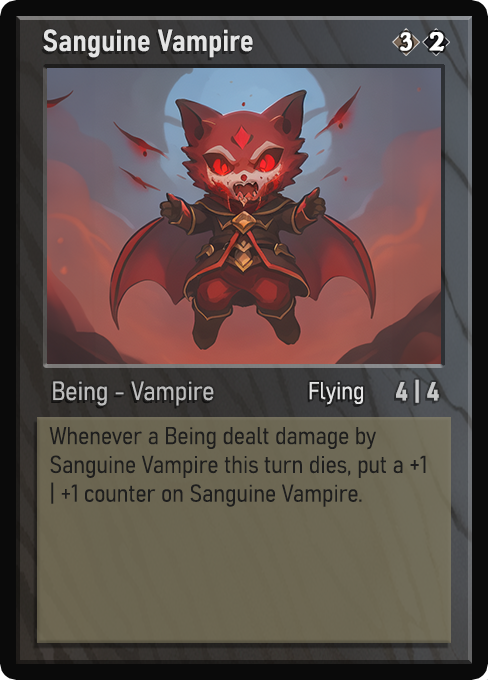 Sanguine Vampire 3 2
Being - Vampire Flying 4 | 4
Whenever a Being dealt damage by
Sanguine Vampire this turn dies, put a +1
| +1 counter on Sanguine Vampire.